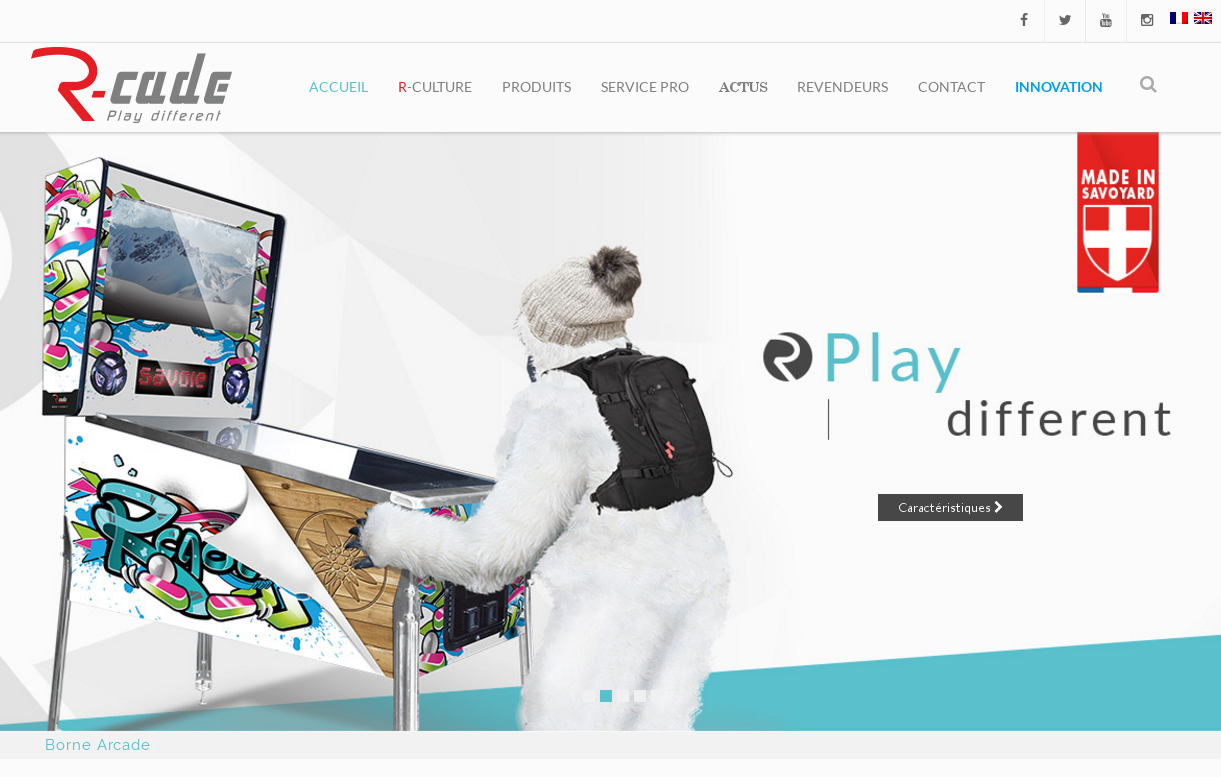 R-cade
Play different
ACCUEIL R-CULTURE PRODUITS SERVICE PRO ACTUS REVENDEURS CONTACT INNOVATION
MADE IN
SAVOYARD
SAVOIE
R-cade
R Play
different
Caractéristiques
Borne Arcade